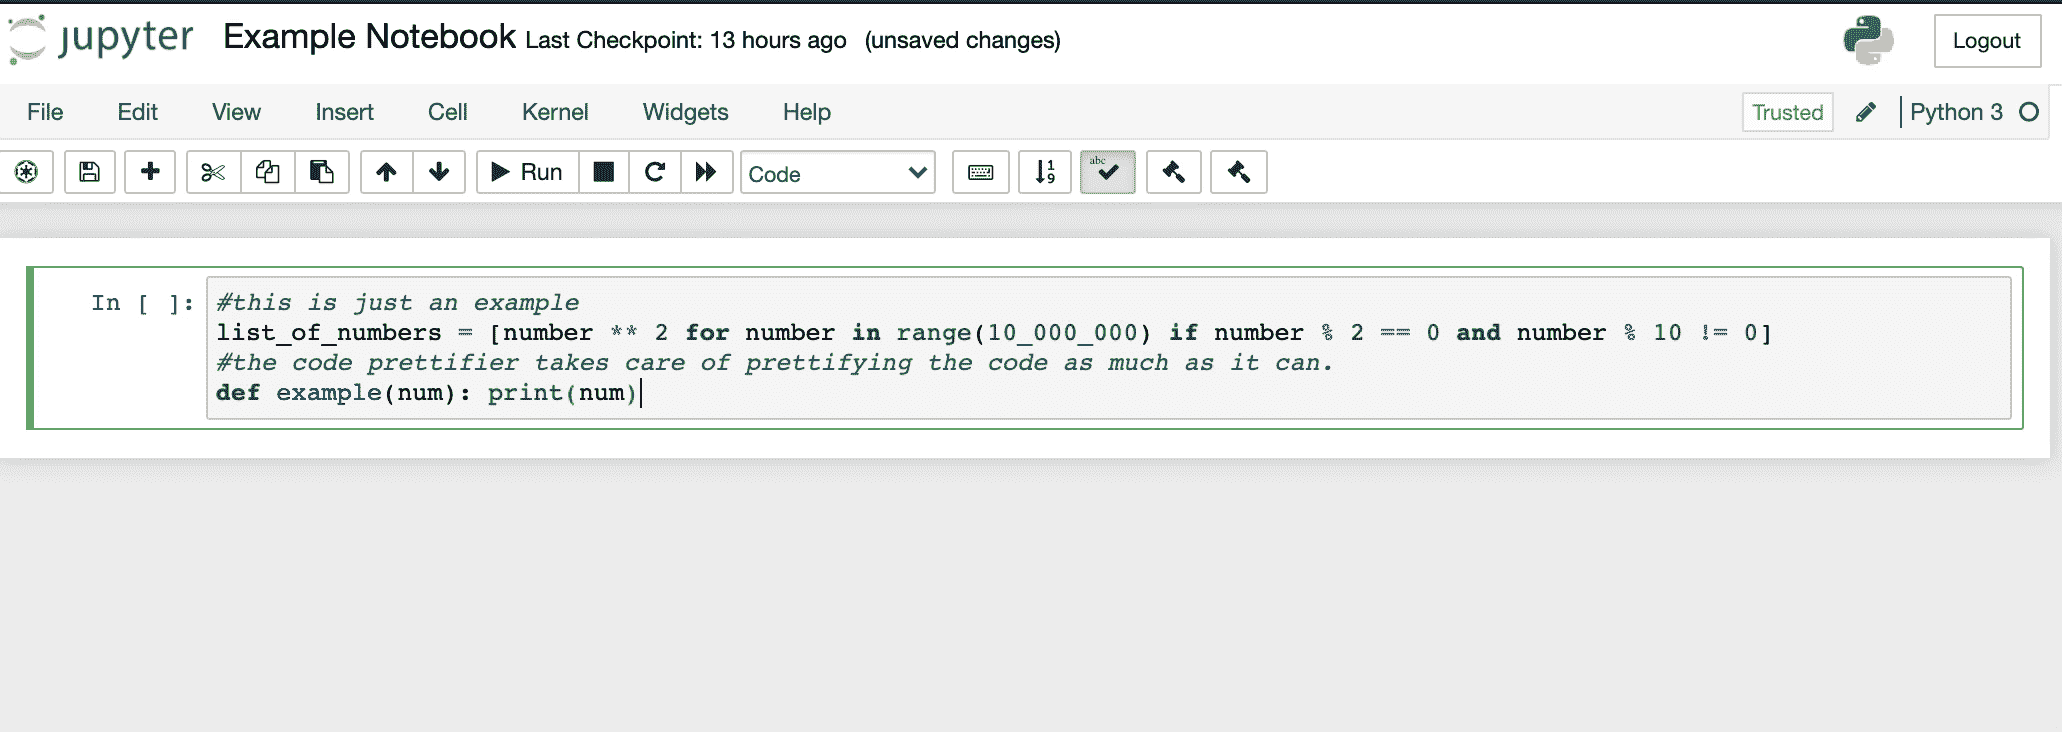 jupyter Example Notebook Last Checkpoint: 13 hours ago (unsaved changes) Logout
File Edit View Insert Cell Kernel Widgets Help Trusted Python 3
Run Code 1 9 abc
In [ ]: #this is just an example
list_of_numbers = [number ** 2 for number in range(10_000_000) if number % 2 == 0 and number % 10 != 0]
#the code prettifier takes care of prettifying the code as much as it can.
def example(num): print(num)